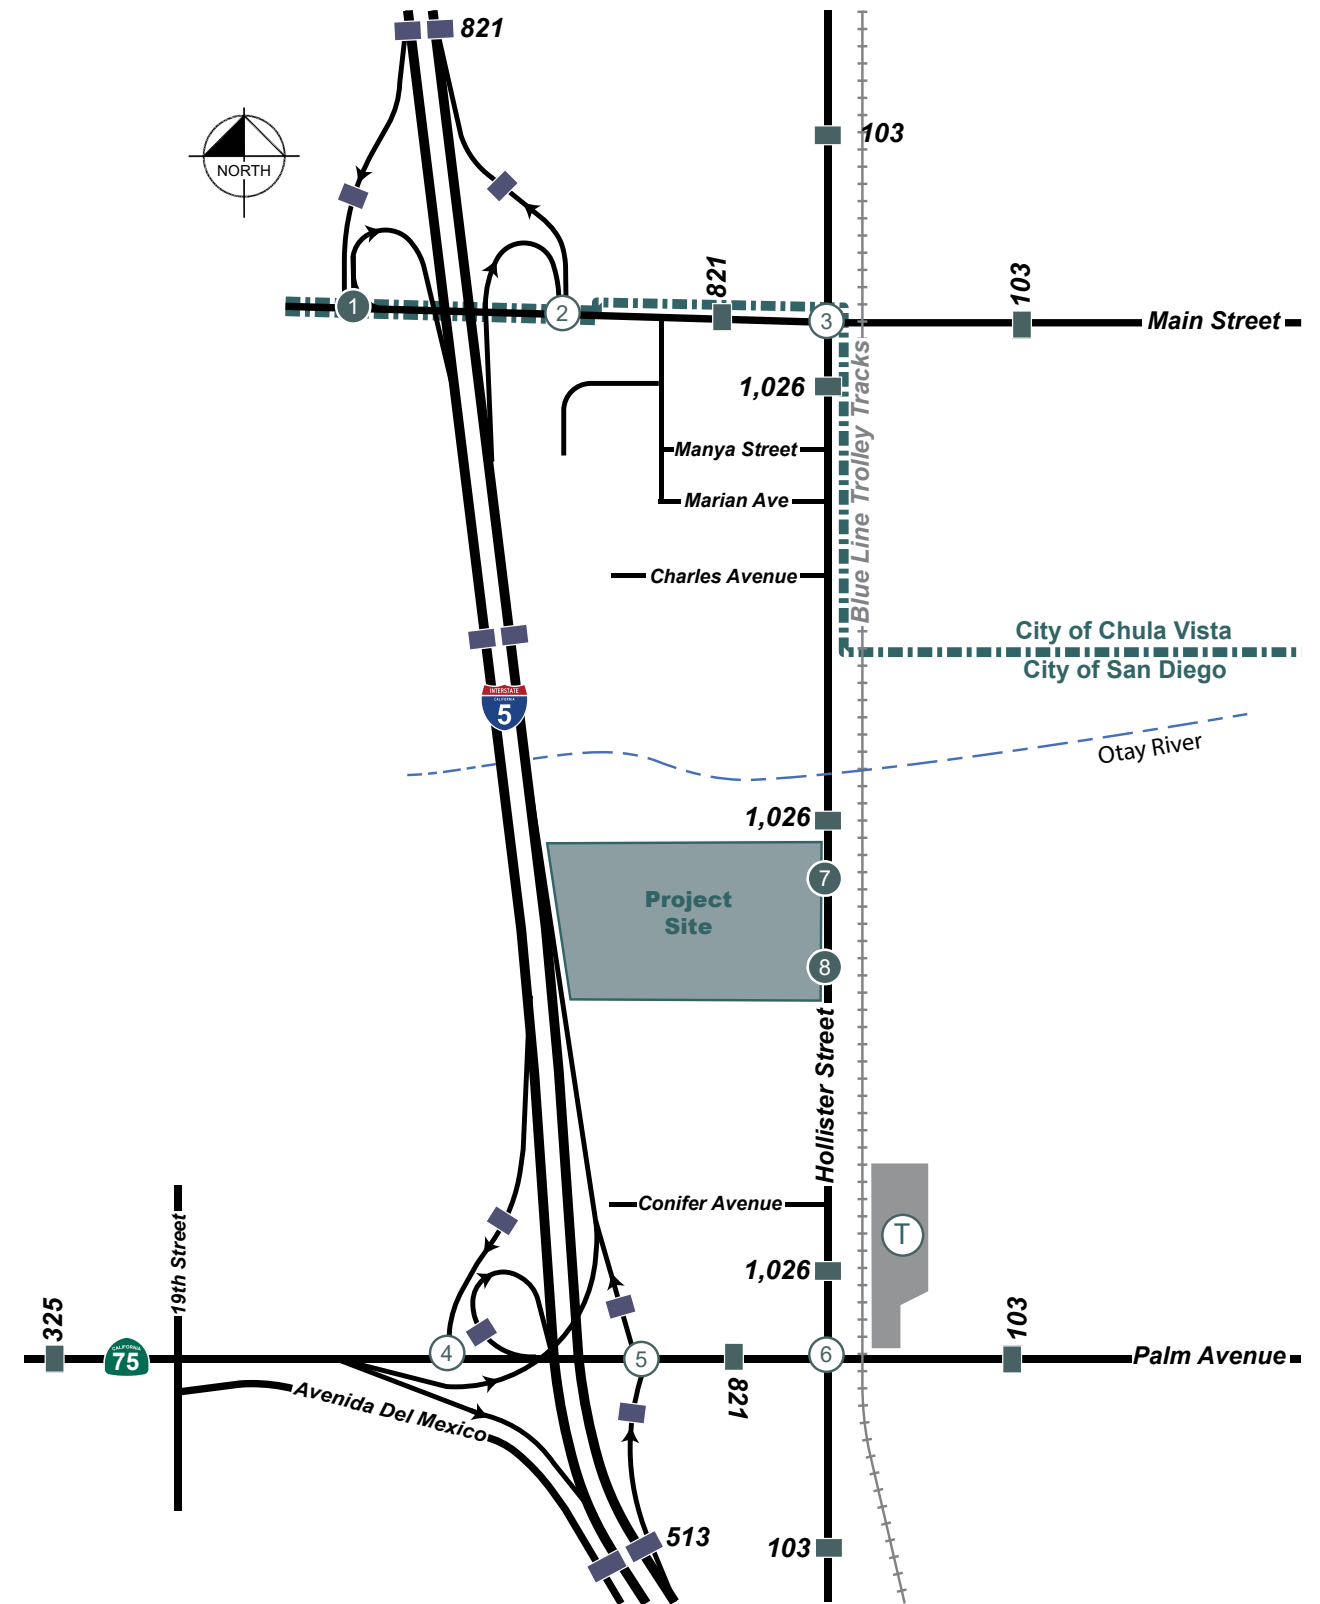 821
103
NORTH
821
103
1
2
3
Main Street
1,026
Blue Line Trolley Tracks
Manya Street
Marian Ave
Charles Avenue
City of Chula Vista
City of San Diego
INTERSTATE
CALIFORNIA
5
Otay River
1,026
7
Project
Site
8
Hollister Street
Conifer Avenue
T
19th Street
1,026
325
103
CALIFORNIA
75
4
5
6
Palm Avenue
821
Avenida Del Mexico
513
103